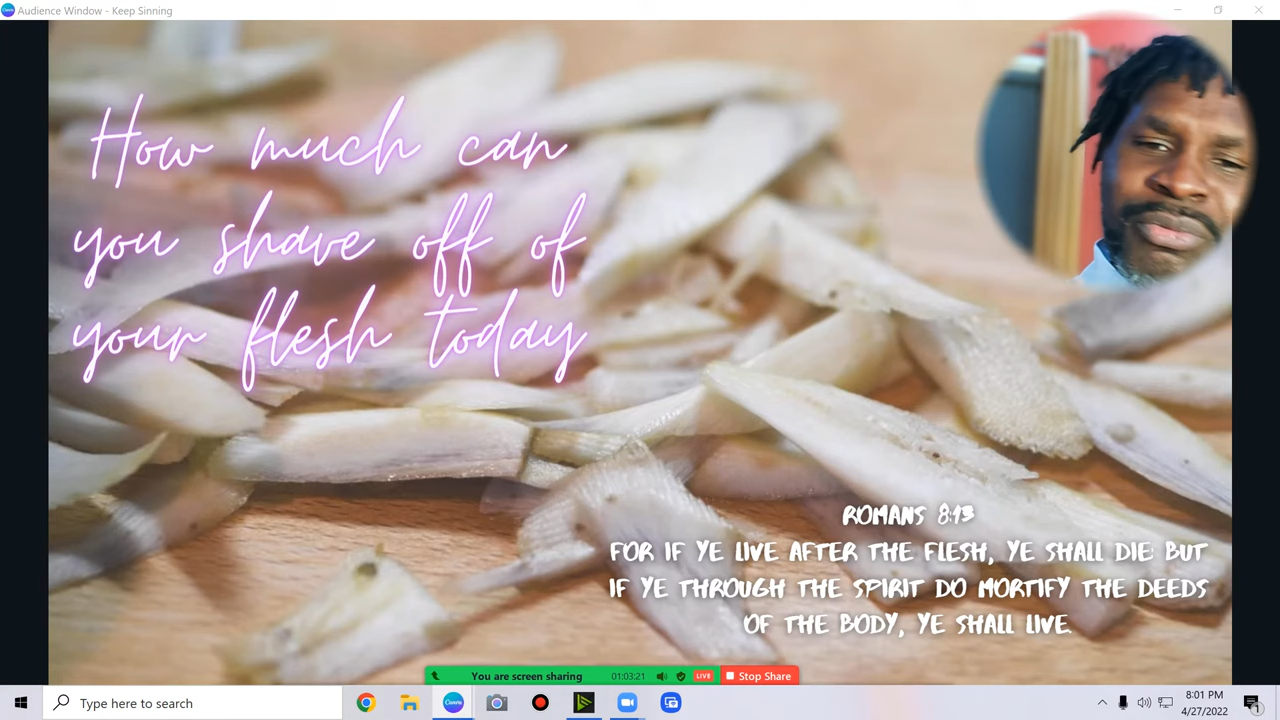 Audience Window - Keep Sinning
How much can
you shave off of
your flesh today
ROMANS 8:13
FOR IF YE LIVE AFTER THE FLESH, YE SHALL DIE: BUT
IF YE THROUGH THE SPIRIT DO MORTIFY THE DEEDS
OF THE BODY, YE SHALL LIVE.
You are screen sharing
01:03:21
LIVE
Stop Share
Type here to search
Canva
8:01 PM
4/27/2022
1